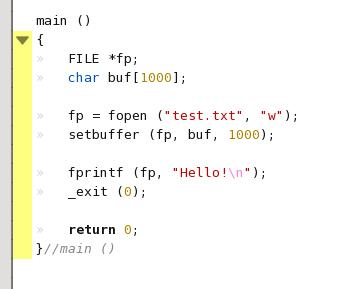 main ()
{
» FILE *fp;
» char buf[1000];
» fp = fopen ("test.txt", "w");
» setbuffer (fp, buf, 1000);
» fprintf (fp, "Hello!\n");
» _exit (0);
» return 0;
}//main ()